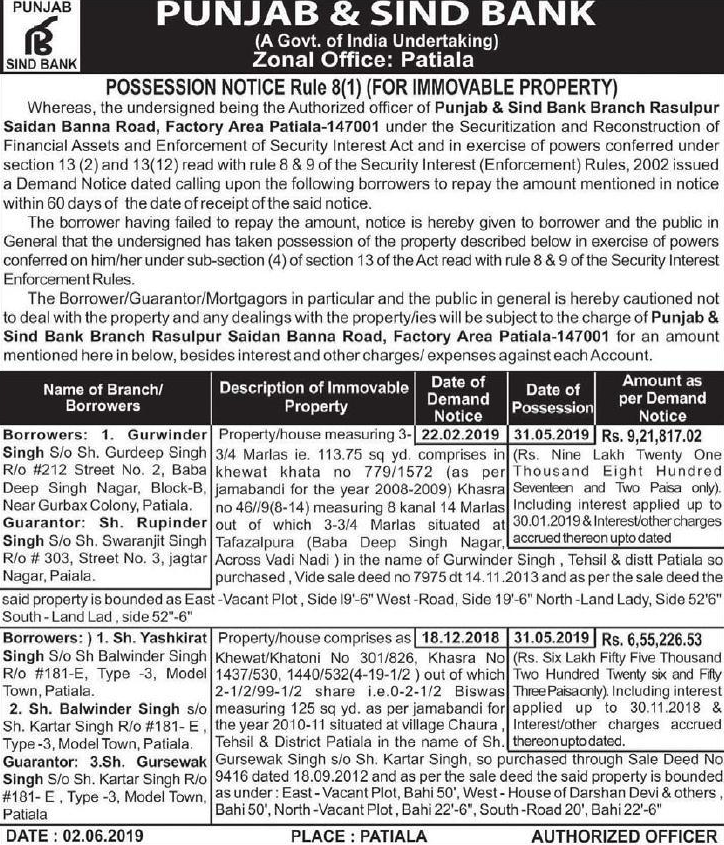 PUNJAB
SIND BANK
PUNJAB & SIND BANK
(A Govt. of India Undertaking)
Zonal Office: Patiala
POSSESSION NOTICE Rule 8(1) (FOR IMMOVABLE PROPERTY)
Whereas, the undersigned being the Authorized officer of Punjab & Sind Bank Branch Rasulpur
Saidan Banna Road, Factory Area Patiala-147001 under the Securitization and Reconstruction of
Financial Assets and Enforcement of Security Interest Act and in exercise of powers conferred under
section 13 (2) and 13(12) read with rule 8 & 9 of the Security Interest (Enforcement) Rules, 2002 issued
a Demand Notice dated calling upon the following borrowers to repay the amount mentioned in notice
within 60 days of the date of receipt of the said notice.
The borrower having failed to repay the amount, notice is hereby given to borrower and the public in
General that the undersigned has taken possession of the property described below in exercise of powers
conferred on him/her under sub-section (4) of section 13 of the Act read with rule 8 & 9 of the Security Interest
Enforcement Rules.
The Borrower/Guarantor/Mortgagors in particular and the public in general is hereby cautioned not
to deal with the property and any dealings with the property/ies will be subject to the charge of Punjab &
Sind Bank Branch Rasulpur Saidan Banna Road, Factory Area Patiala-147001 for an amount
mentioned here in below, besides interest and other charges/ expenses against each Account.
Name of Branch/
Borrowers
Description of Immovable
Property
Date of
Demand
Notice
Date of
Possession
Amount as
per Demand
Notice
Borrowers: 1. Gurwinder
Singh S/o Sh. Gurdeep Singh
R/o #212 Street No. 2, Baba
Deep Singh Nagar, Block-B,
Near Gurbax Colony, Patiala.
Guarantor: Sh. Rupinder
Singh S/o Sh. Swaranjit Singh
R/o # 303, Street No. 3, jagtar
Nagar, Paiala.
Property/house measuring 3-
3/4 Marlas ie. 113.75 sq yd. comprises in
khewat khata no 779/1572 (as per
jamabandi for the year 2008-2009) Khasra
no 46//9(8-14) measuring 8 kanal 14 Marlas
out of which 3-3/4 Marlas situated at
Tafazalpura (Baba Deep Singh Nagar,
Across Vadi Nadi ) in the name of Gurwinder Singh , Tehsil & distt Patiala so
purchased , Vide sale deed no 7975 dt 14.11.2013 and as per the sale deed the
said property is bounded as East -Vacant Plot , Side I9'-6" West -Road, Side 19'-6" North -Land Lady, Side 52'6"
South - Land Lad , side 52"-6"
22.02.2019
31.05.2019
Rs. 9,21,817.02
(Rs. Nine Lakh Twenty One
Thousand Eight Hundred
Seventeen and Two Paisa only).
Including interest applied up to
30.01.2019 & Interest/other charges
accrued thereon upto dated
Borrowers: ) 1. Sh. Yashkirat
Singh S/o Sh Balwinder Singh
R/o #181-E, Type -3, Model
Town, Patiala.
2. Sh. Balwinder Singh s/o
Sh. Kartar Singh R/o #181- E ,
Type -3, Model Town, Patiala.
Guarantor: 3.Sh. Gursewak
Singh S/o Sh. Kartar Singh R/o
#181- E , Type -3, Model Town,
Patiala
Property/house comprises as
Khewat/Khatoni No 301/826, Khasra No
1437/530, 1440/532(4-19-1/2 ) out of which
2-1/2/99-1/2 share i.e.0-2-1/2 Biswas
measuring 125 sq yd. as per jamabandi for
the year 2010-11 situated at village Chaura ,
Tehsil & District Patiala in the name of Sh.
Gursewak Singh s/o Sh. Kartar Singh, so purchased through Sale Deed No
9416 dated 18.09.2012 and as per the sale deed the said property is bounded
as under : East - Vacant Plot, Bahi 50', West - House of Darshan Devi & others ,
Bahi 50', North -Vacant Plot , Bahi 22'-6", South -Road 20', Bahi 22'-6"
18.12.2018
31.05.2019
Rs. 6,55,226.53
(Rs. Six Lakh Fifty Five Thousand
Two Hundred Twenty six and Fifty
Three Paisa only). Including interest
applied up to 30.11.2018 &
Interest/other charges accrued
thereon upto dated.
DATE : 02.06.2019
PLACE : PATIALA
AUTHORIZED OFFICER